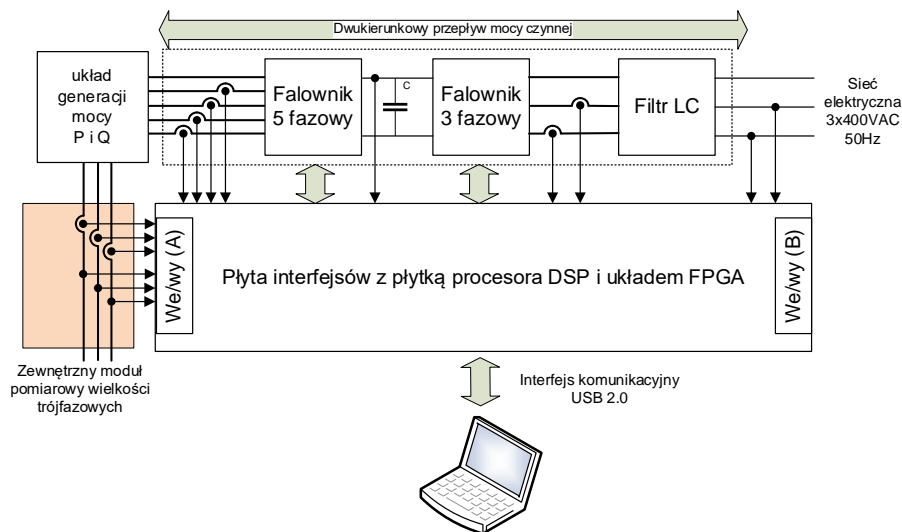 Dwukierunkowy przepływ mocy czynnej
układ
generacji
mocy
P i Q
Falownik
5 fazowy
C
Falownik
3 fazowy
Filtr LC
Sieć
elektryczna
3x400VAC
50Hz
We/wy (A)
Płyta interfejsów z płytką procesora DSP i układem FPGA
We/wy (B)
Zewnętrzny moduł
pomiarowy wielkości
trójfazowych
Interfejs komunikacyjny
USB 2.0